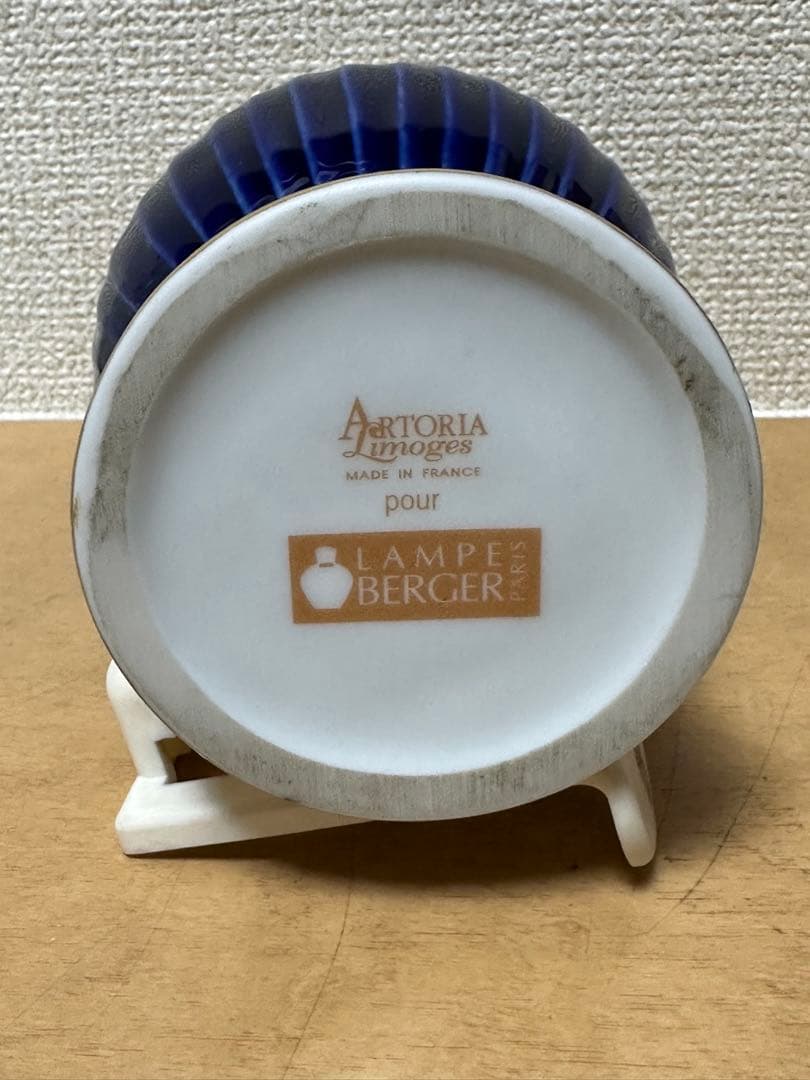 ARTORIA
Limoges
MADE IN FRANCE
pour
LAMPE
BERGER
PARIS